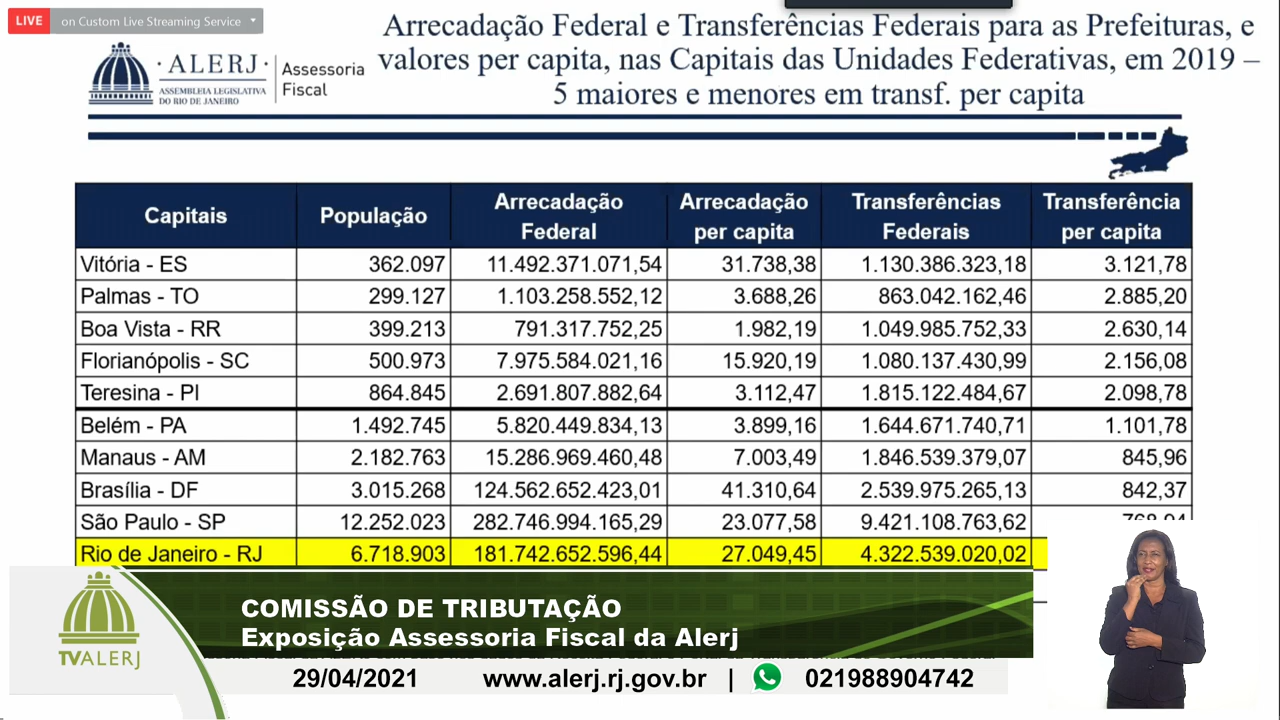 LIVE on Custom Live Streaming Service
Arrecadação Federal e Transferências Federais para as Prefeituras, e
valores per capita, nas Capitais das Unidades Federativas, em 2019 –
5 maiores e menores em transf. per capita
·ALERJ·
ASSEMBLEIA LEGISLATIVA
DO RIO DE JANEIRO
Assessoria
Fiscal
Capitais População Arrecadação Federal Arrecadação per capita Transferências Federais Transferência per capita
Vitória - ES 362.097 11.492.371.071,54 31.738,38 1.130.386.323,18 3.121,78
Palmas - TO 299.127 1.103.258.552,12 3.688,26 863.042.162,46 2.885,20
Boa Vista - RR 399.213 791.317.752,25 1.982,19 1.049.985.752,33 2.630,14
Florianópolis - SC 500.973 7.975.584.021,16 15.920,19 1.080.137.430,99 2.156,08
Teresina - PI 864.845 2.691.807.882,64 3.112,47 1.815.122.484,67 2.098,78
Belém - PA 1.492.745 5.820.449.834,13 3.899,16 1.644.671.740,71 1.101,78
Manaus - AM 2.182.763 15.286.969.460,48 7.003,49 1.846.539.379,07 845,96
Brasília - DF 3.015.268 124.562.652.423,01 41.310,64 2.539.975.265,13 842,37
São Paulo - SP 12.252.023 282.746.994.165,29 23.077,58 9.421.108.763,62
Rio de Janeiro - RJ 6.718.903 181.742.652.596,44 27.049,45 4.322.539.020,02
COMISSÃO DE TRIBUTAÇÃO
Exposição Assessoria Fiscal da Alerj
TVALERJ
29/04/2021 www.alerj.rj.gov.br | 021988904742